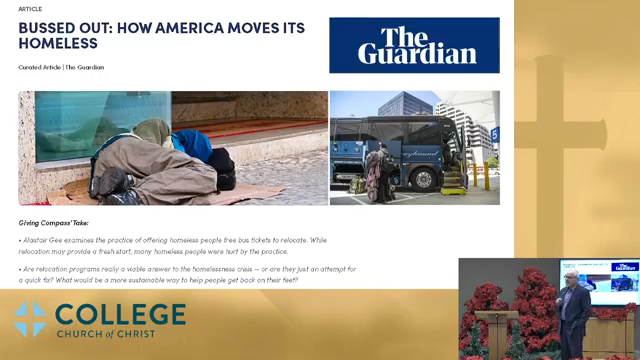 ARTICLE
BUSSED OUT: HOW AMERICA MOVES ITS
HOMELESS
Curated Article | The Guardian
The
Guardian
greyhound
5
Giving Compass' Take:
• Alastair Gee examines the practice of offering homeless people free bus tickets to relocate. While
relocation may provide a fresh start, many homeless people were hurt by the practice.
• Are relocation programs really a viable answer to the homelessness crisis — or are they just an attempt for
a quick fix? What would be a more sustainable way to help people get back on their feet?
COLLEGE
CHURCH of CHRIST
The
Guardian